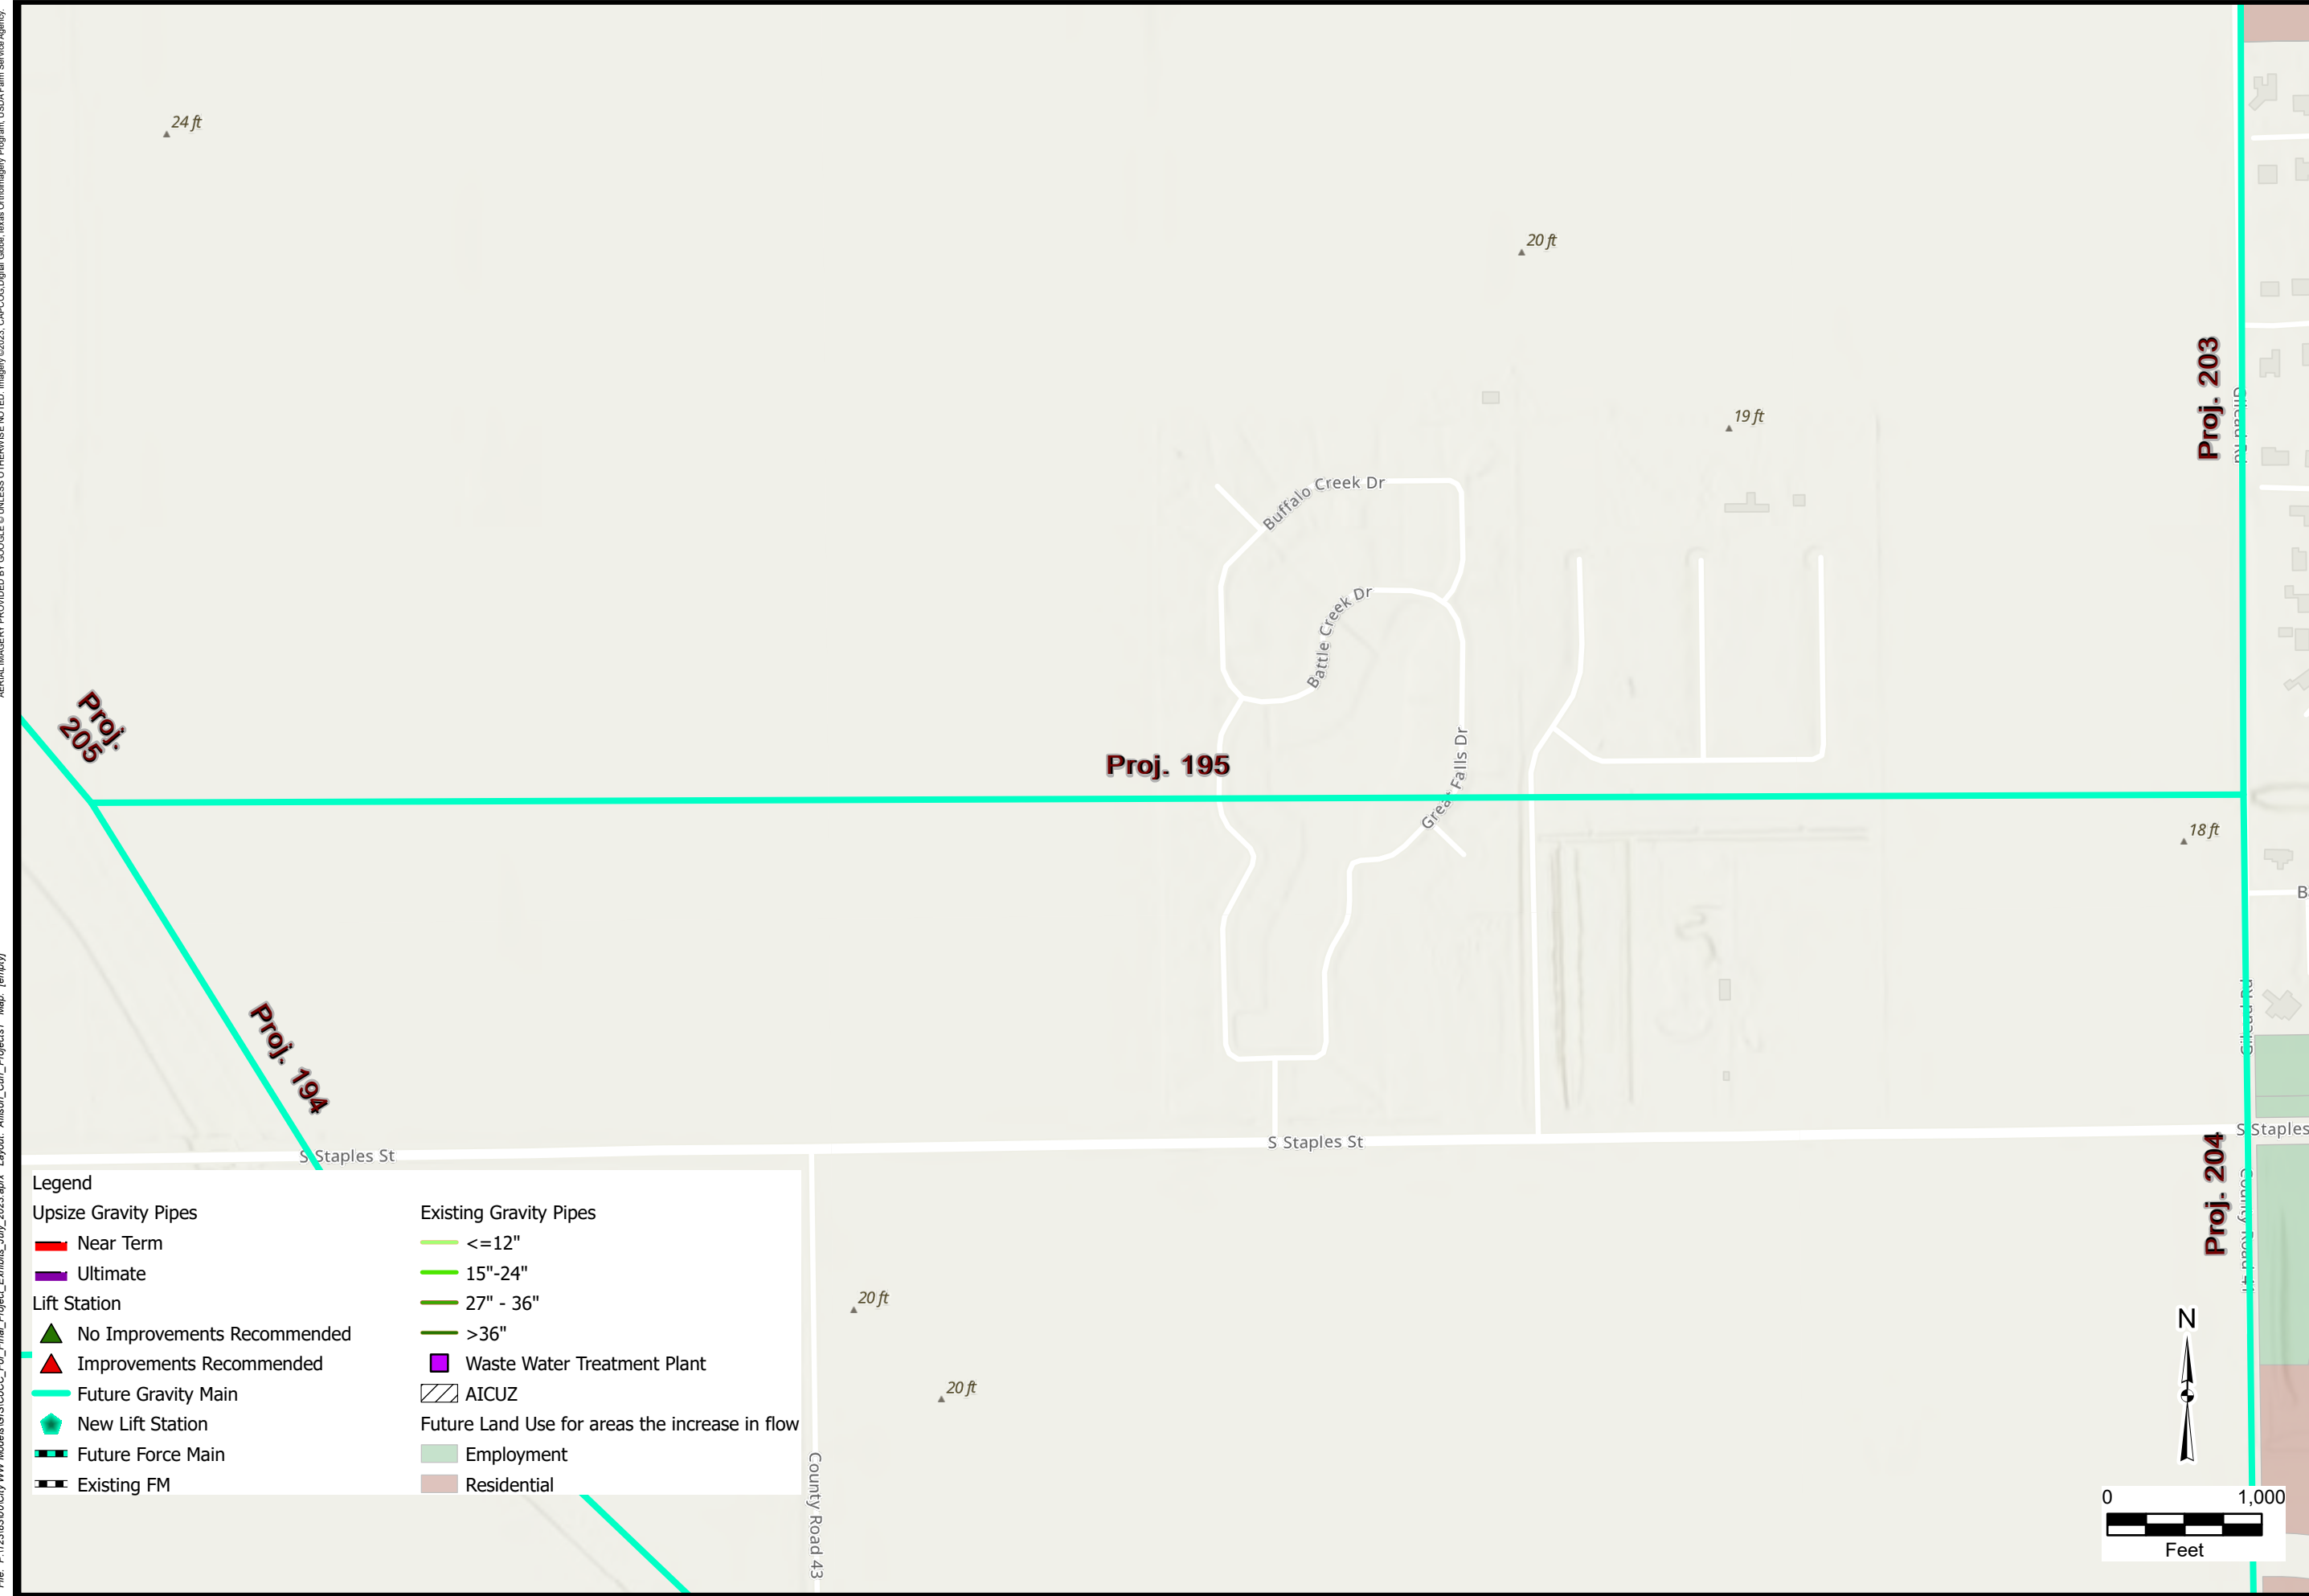 24 ft
20 ft
Proj. 203
19 ft
Buffalo Creek Dr
Battle Creek Dr
Proj.
205
Great Falls Dr
Proj. 195
18 ft
B
Proj. 194
S Staples St
S Staples St
S Staples
Proj. 204
County Road 41
Legend
Upsize Gravity Pipes
Near Term
Ultimate
Lift Station
No Improvements Recommended
Improvements Recommended
Future Gravity Main
New Lift Station
Future Force Main
Existing FM
Existing Gravity Pipes
<=12"
15"-24"
27" - 36"
>36"
Waste Water Treatment Plant
AICUZ
Future Land Use for areas the increase in flow
Employment
Residential
20 ft
20 ft
County Road 43
N
0 1,000
Feet